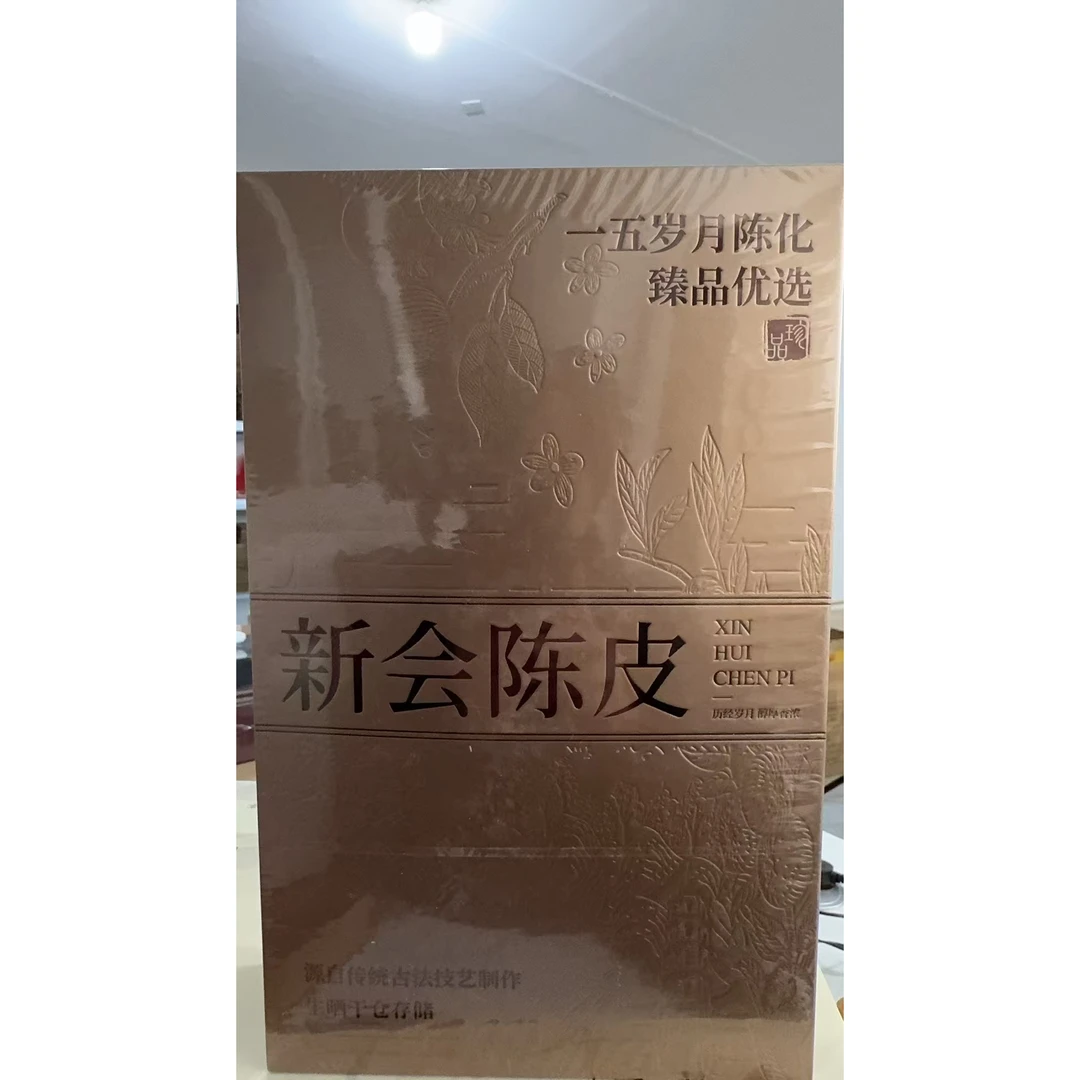 一五岁月陈化
臻品优选
珍品
新会陈皮
XIN
HUI
CHEN PI
历经岁月 醇厚香浓
源自传统古法技艺制作
生晒干仓存储